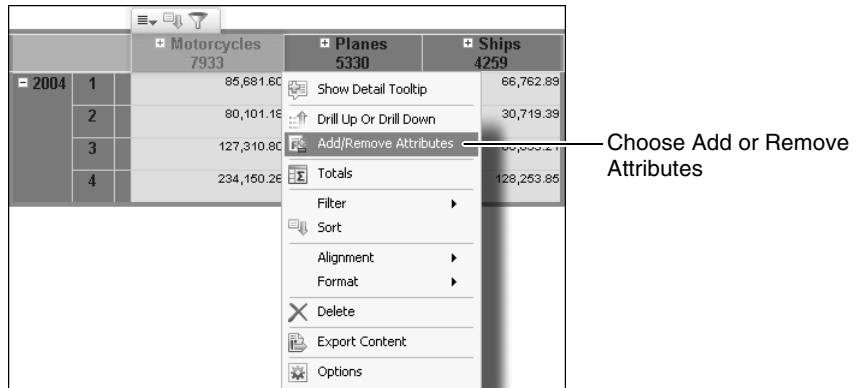 Motorcycles Planes Ships
7933 5330 4259
2004 1 85,681.60 66,762.89
2 80,101.18 30,719.39
3 127,310.80
4 234,150.26 128,253.85
Show Detail Tooltip
Drill Up Or Drill Down
Add/Remove Attributes
Totals
Filter
Sort
Alignment
Format
Delete
Export Content
Options
Choose Add or Remove
Attributes